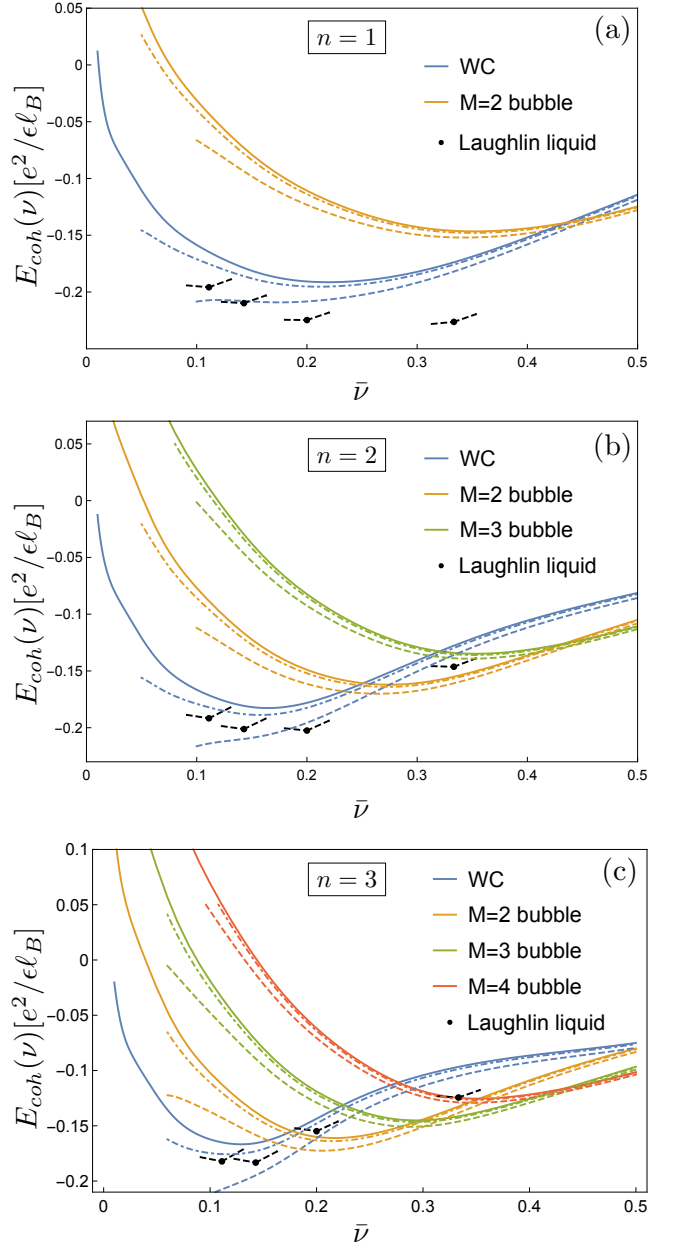 n = 1
(a)
WC
M=2 bubble
Laughlin liquid
E_{coh}(ν)[e^2/ϵℓ_B]
0.05
0
−0.05
−0.1
−0.15
−0.2
0
0.1
0.2
0.3
0.4
0.5
ν̄
n = 2
(b)
WC
M=2 bubble
M=3 bubble
Laughlin liquid
E_{coh}(ν)[e^2/ϵℓ_B]
0.05
0
−0.05
−0.1
−0.15
−0.2
0
0.1
0.2
0.3
0.4
0.5
ν̄
n = 3
(c)
WC
M=2 bubble
M=3 bubble
M=4 bubble
Laughlin liquid
E_{coh}(ν)[e^2/ϵℓ_B]
0.1
0.05
0
−0.05
−0.1
−0.15
−0.2
0
0.1
0.2
0.3
0.4
0.5
ν̄